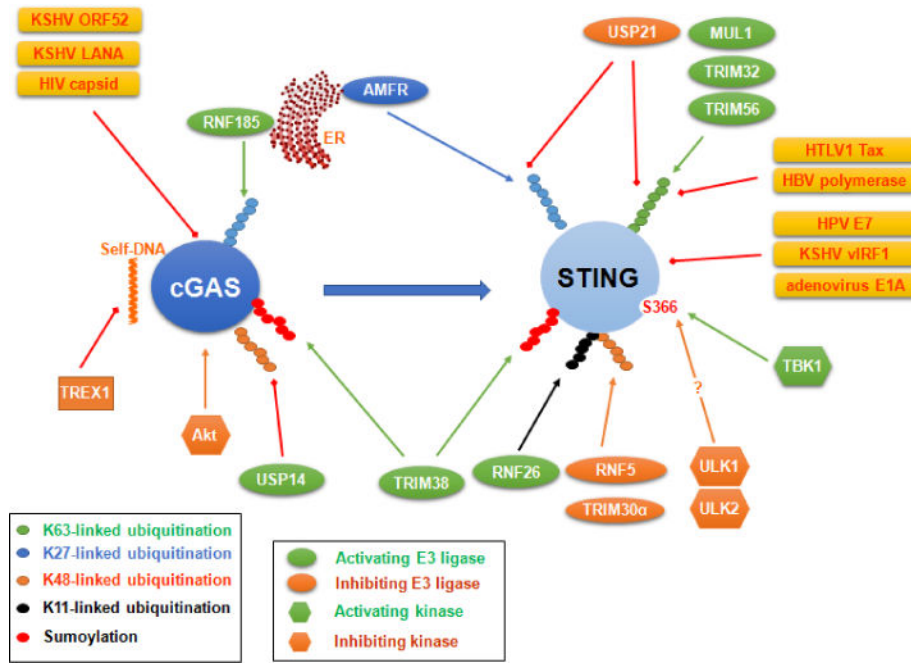 KSHV ORF52
KSHV LANA
HIV capsid
RNF185
ER
AMFR
USP21
MUL1
TRIM32
TRIM56
HTLV1 Tax
HBV polymerase
HPV E7
KSHV vIRF1
adenovirus E1A
Self-DNA
cGAS
STING
S366
TREX1
Akt
USP14
TRIM38
RNF26
RNF5
TRIM30α
?
TBK1
ULK1
ULK2
K63-linked ubiquitination
K27-linked ubiquitination
K48-linked ubiquitination
K11-linked ubiquitination
Sumoylation
Activating E3 ligase
Inhibiting E3 ligase
Activating kinase
Inhibiting kinase